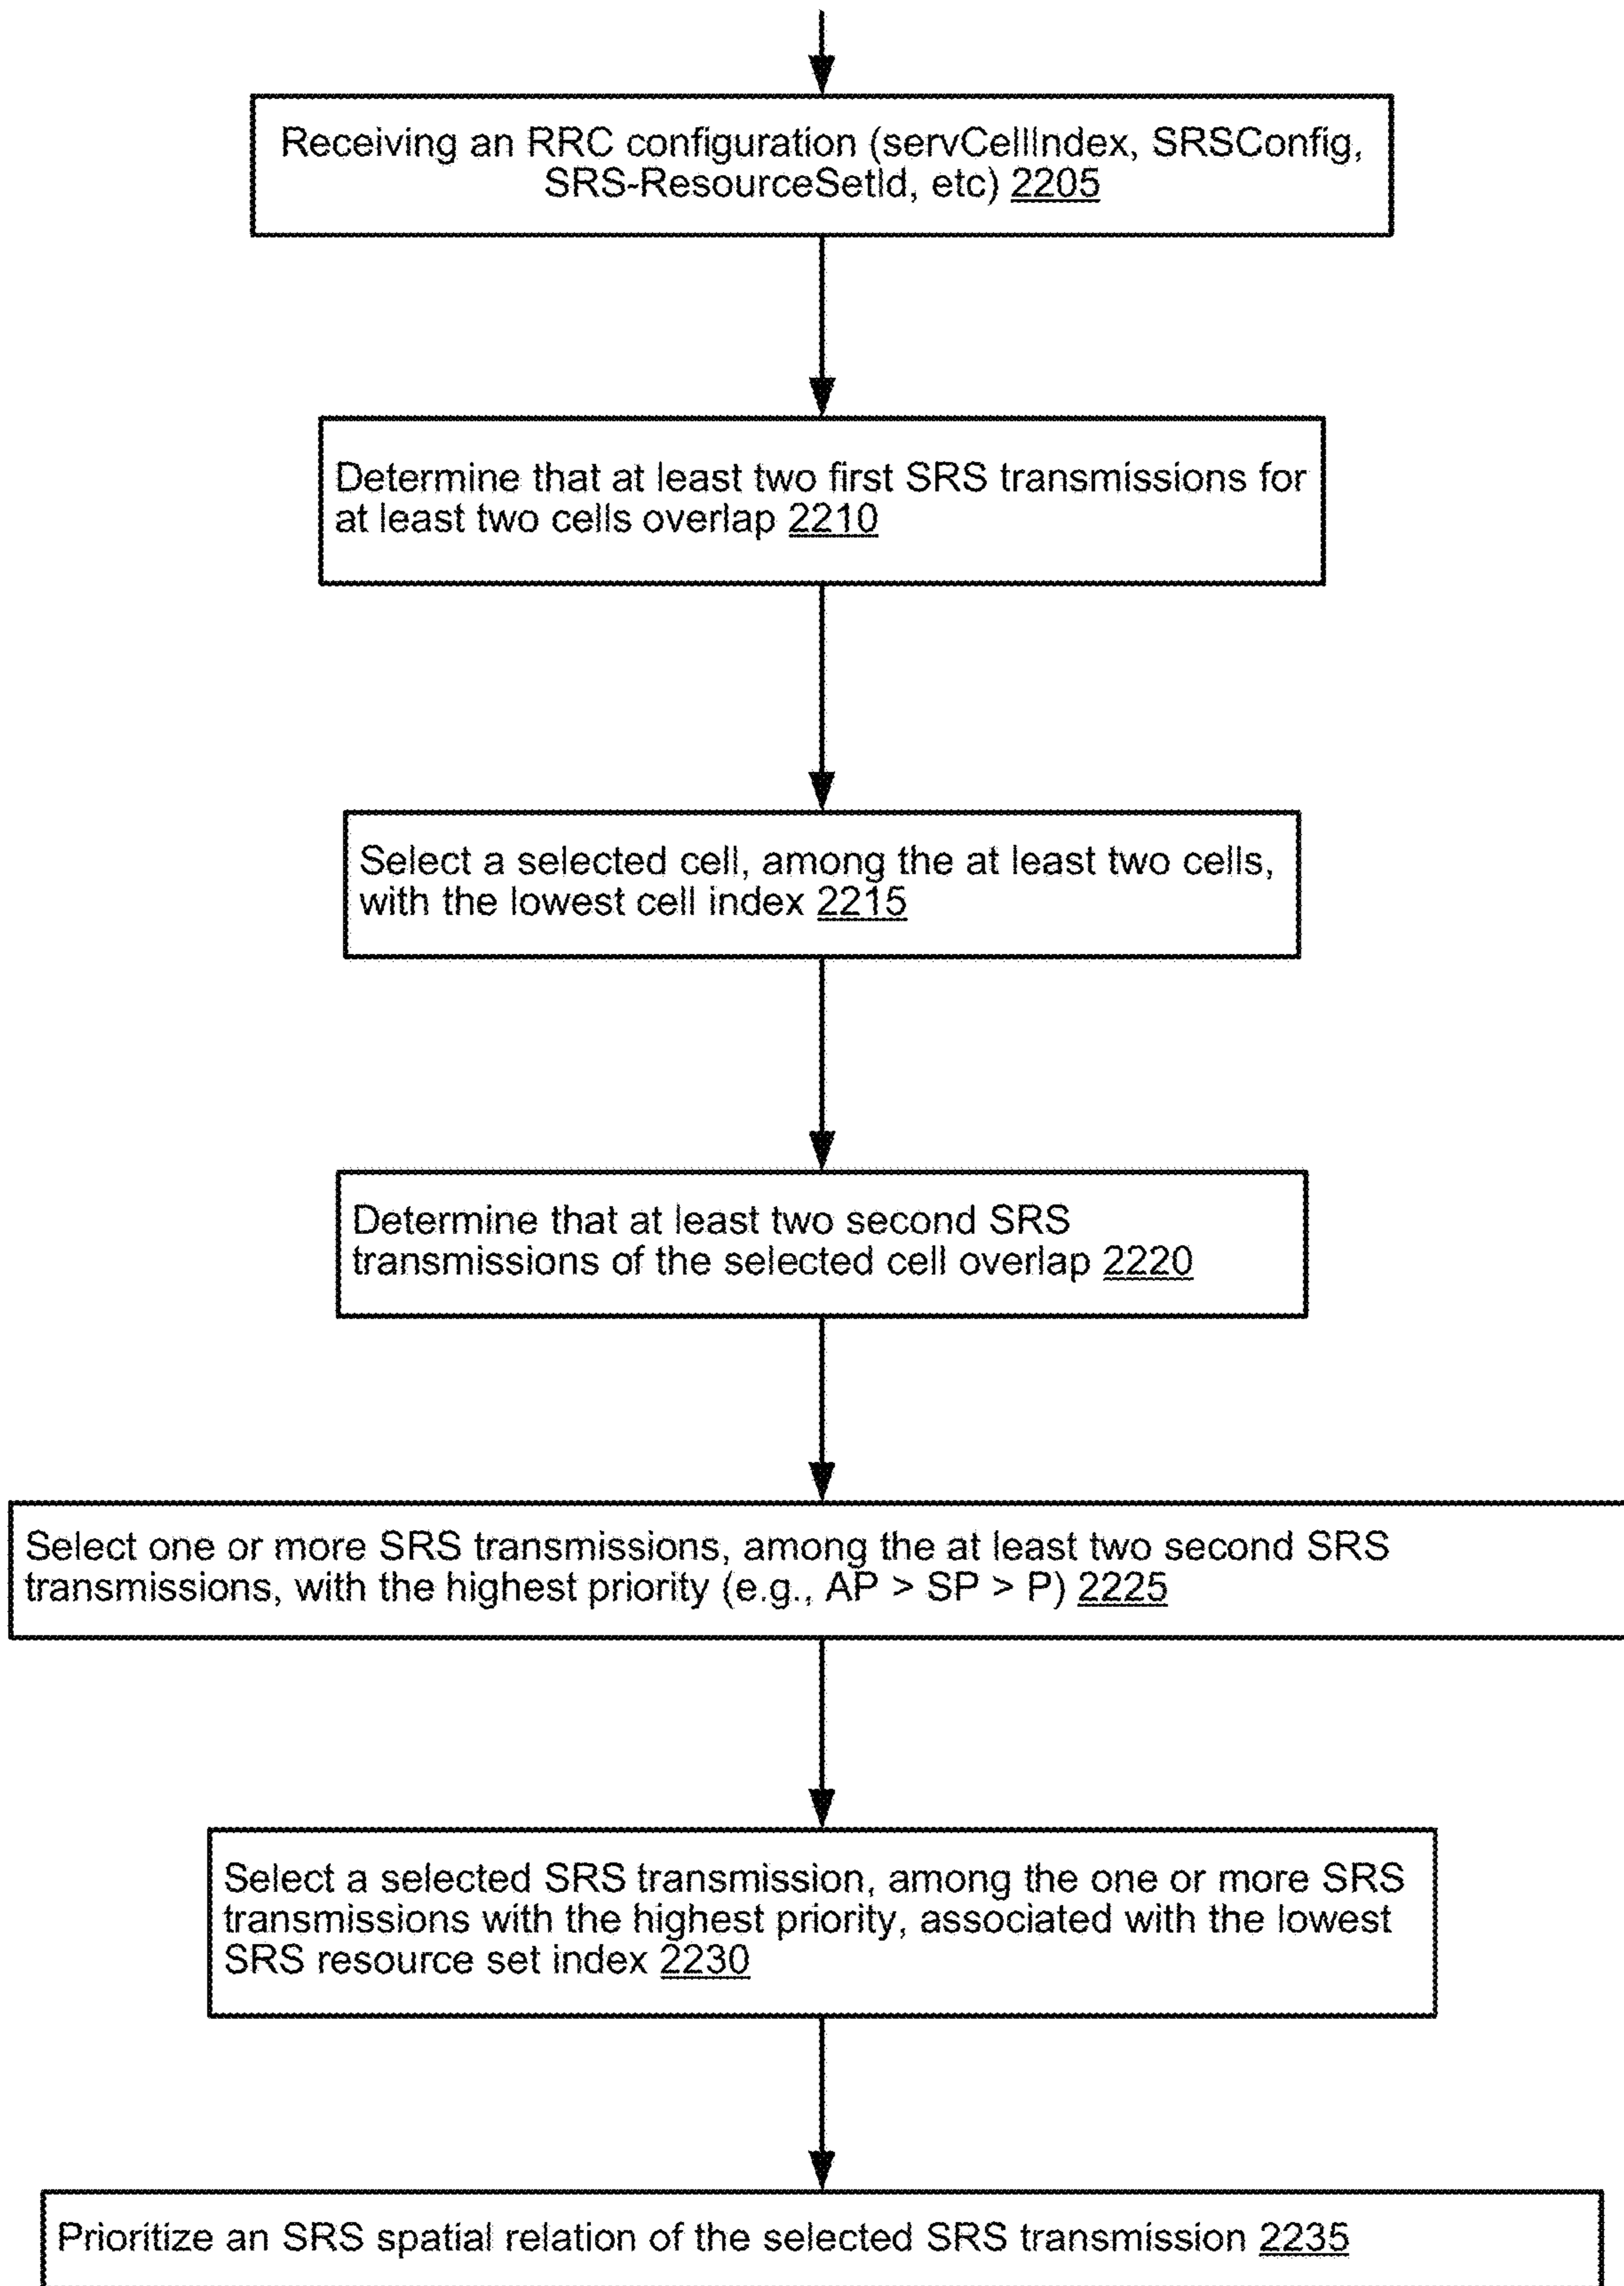 Receiving an RRC configuration (servCellIndex, SRSConfig,
SRS-ResourceSetId, etc) 2205
Determine that at least two first SRS transmissions for
at least two cells overlap 2210
Select a selected cell, among the at least two cells,
with the lowest cell index 2215
Determine that at least two second SRS
transmissions of the selected cell overlap 2220
Select one or more SRS transmissions, among the at least two second SRS
transmissions, with the highest priority (e.g., AP > SP > P) 2225
Select a selected SRS transmission, among the one or more SRS
transmissions with the highest priority, associated with the lowest
SRS resource set index 2230
Prioritize an SRS spatial relation of the selected SRS transmission 2235